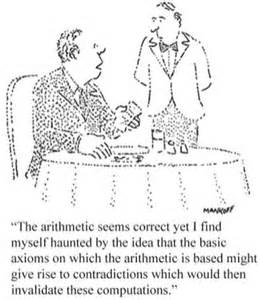 MANKOFF
“The arithmetic seems correct yet I find
myself haunted by the idea that the basic
axioms on which the arithmetic is based might
give rise to contradictions which would then
invalidate these computations.”